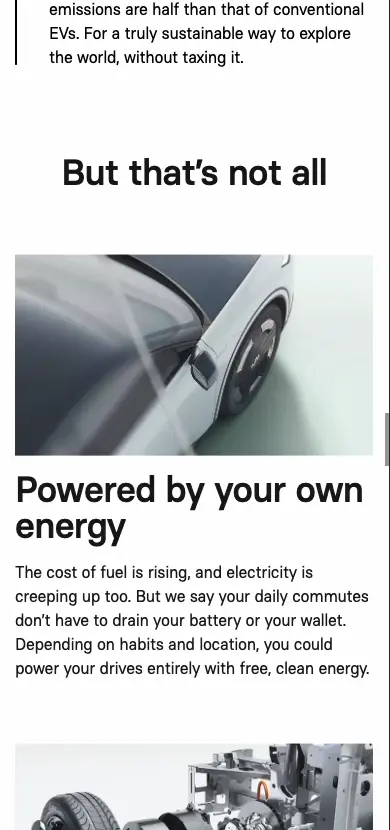 emissions are half than that of conventional
EVs. For a truly sustainable way to explore
the world, without taxing it.
But that's not all
Powered by your own
energy
The cost of fuel is rising, and electricity is
creeping up too. But we say your daily commutes
don't have to drain your battery or your wallet.
Depending on habits and location, you could
power your drives entirely with free, clean energy.